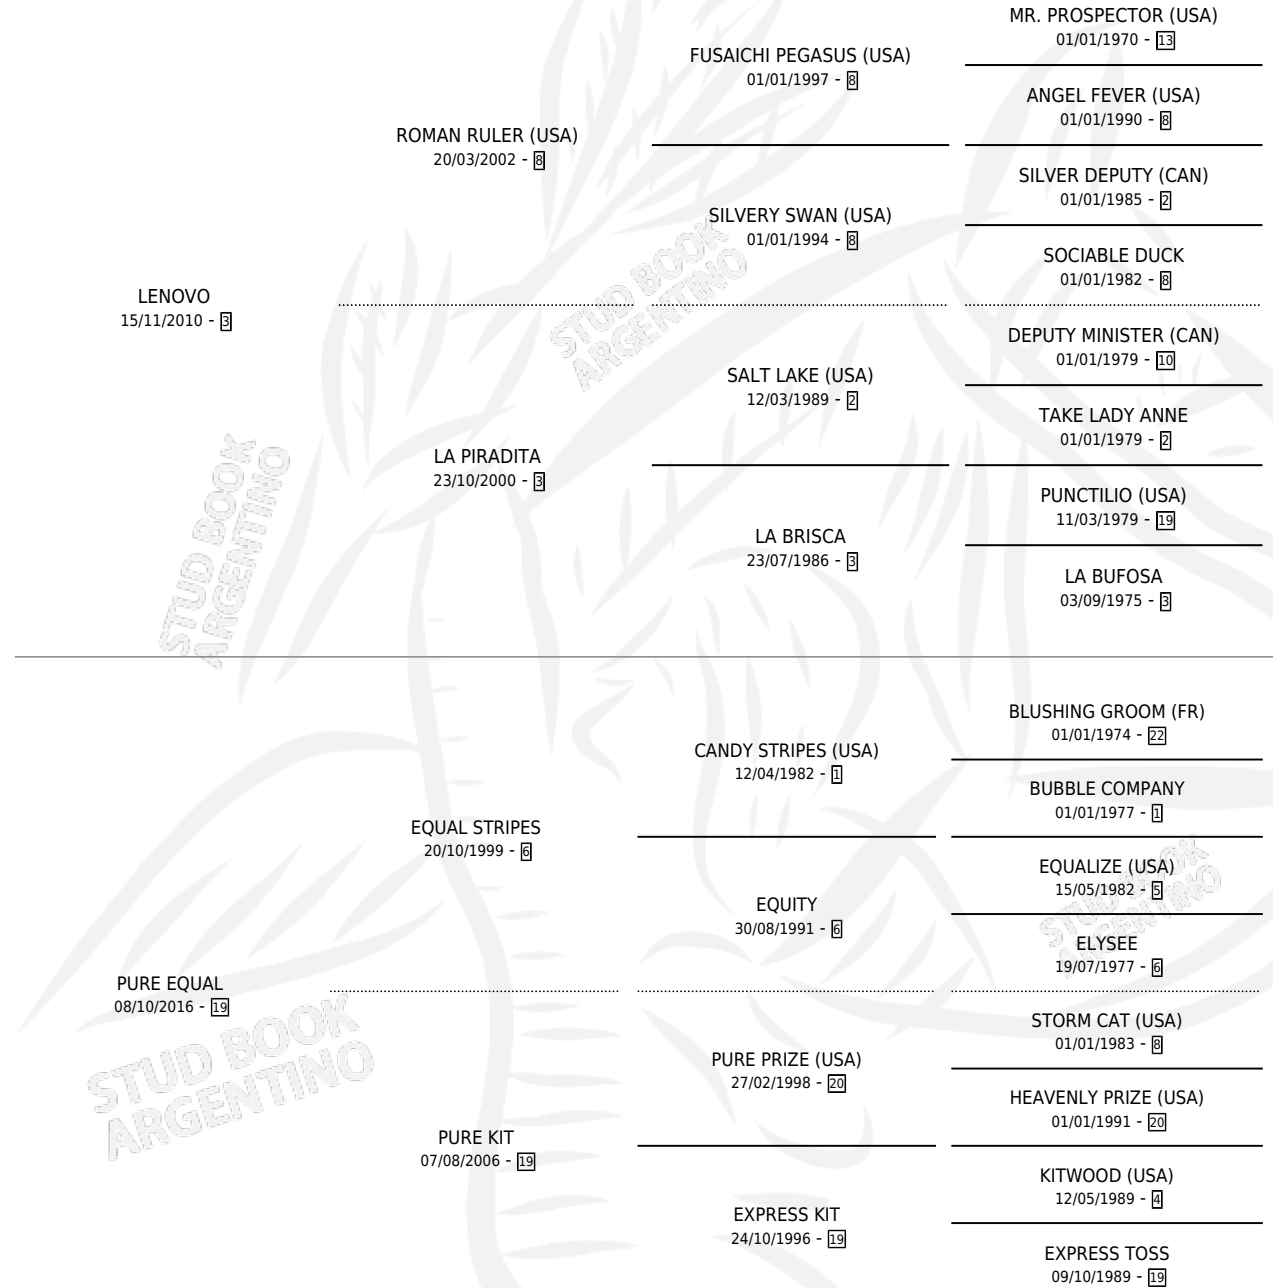 MR. PROSPECTOR (USA)
01/01/1970 - 13
FUSAICHI PEGASUS (USA)
01/01/1997 - 8
ANGEL FEVER (USA)
01/01/1990 - 8
ROMAN RULER (USA)
20/03/2002 - 8
SILVER DEPUTY (CAN)
01/01/1985 - 2
SILVERY SWAN (USA)
01/01/1994 - 8
SOCIABLE DUCK
01/01/1982 - 8
STUD BOOK
ARGENTINO
LENOVO
15/11/2010 - 3
DEPUTY MINISTER (CAN)
01/01/1979 - 10
SALT LAKE (USA)
12/03/1989 - 2
TAKE LADY ANNE
01/01/1979 - 2
LA PIRADITA
23/10/2000 - 3
PUNCTILIO (USA)
11/03/1979 - 19
LA BRISCA
23/07/1986 - 3
LA BUFOSA
03/09/1975 - 3
STUD BOOK
ARGENTINO
BLUSHING GROOM (FR)
01/01/1974 - 22
CANDY STRIPES (USA)
12/04/1982 - 1
BUBBLE COMPANY
01/01/1977 - 1
EQUAL STRIPES
20/10/1999 - 6
EQUALIZE (USA)
15/05/1982 - 5
EQUITY
30/08/1991 - 6
ELYSEE
19/07/1977 - 6
STUD BOOK
ARGENTINO
PURE EQUAL
08/10/2016 - 19
STORM CAT (USA)
01/01/1983 - 8
PURE PRIZE (USA)
27/02/1998 - 20
HEAVENLY PRIZE (USA)
01/01/1991 - 20
STUD BOOK
ARGENTINO
PURE KIT
07/08/2006 - 19
KITWOOD (USA)
12/05/1989 - 4
EXPRESS KIT
24/10/1996 - 19
EXPRESS TOSS
09/10/1989 - 19